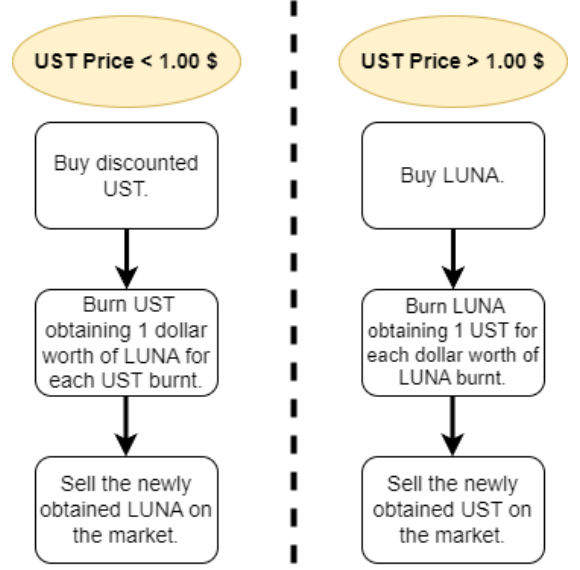 UST Price < 1.00 $
Buy discounted
UST.
Burn UST
obtaining 1 dollar
worth of LUNA for
each UST burnt.
Sell the newly
obtained LUNA on
the market.
UST Price > 1.00 $
Buy LUNA.
Burn LUNA
obtaining 1 UST for
each dollar worth of
LUNA burnt.
Sell the newly
obtained UST on
the market.